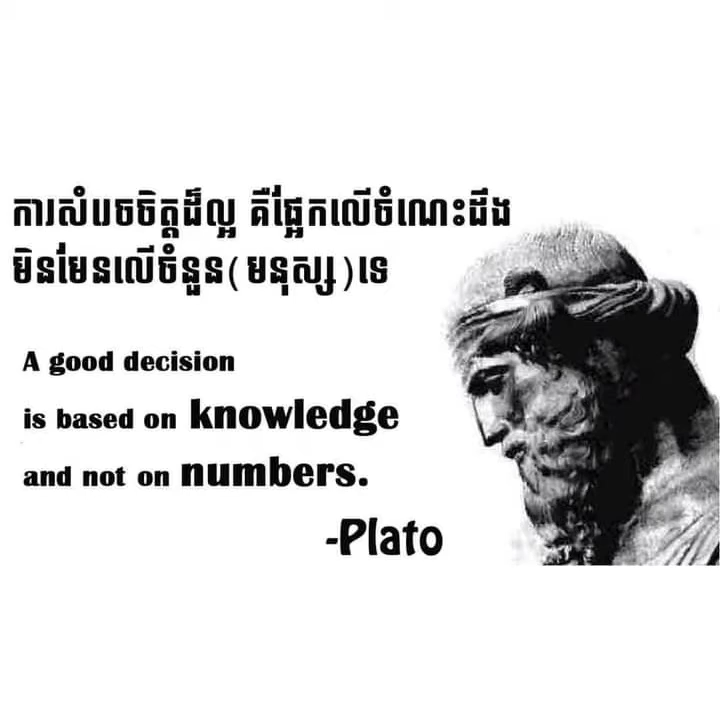 ការសំរេចចិត្តដ៏ល្អ គឺផ្អែកលើចំណេះដឹង
មិនមែនលើចំនួន(មនុស្ស)ទេ
A good decision
is based on knowledge
and not on numbers.
-Plato